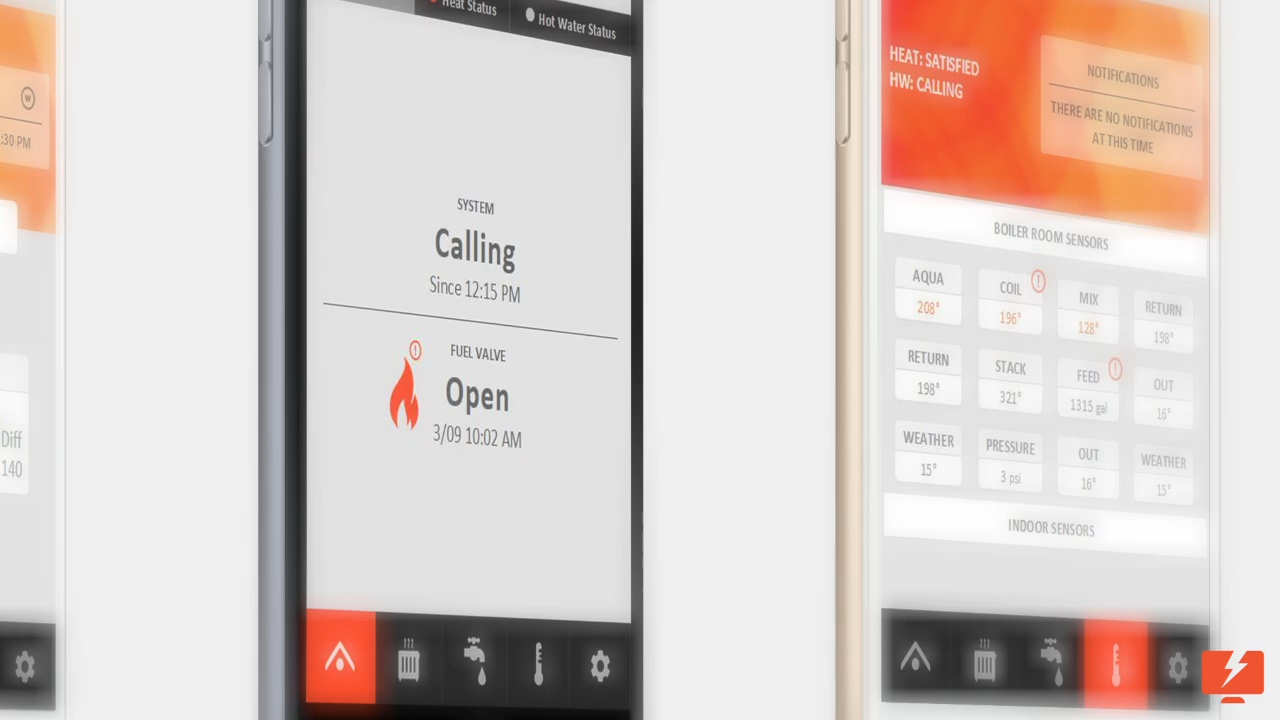 W
:30 PM
Diff
140
Heat Status
Hot Water Status
SYSTEM
Calling
Since 12:15 PM
FUEL VALVE
Open
3/09 10:02 AM
HEAT: SATISFIED
HW: CALLING
NOTIFICATIONS
THERE ARE NO NOTIFICATIONS
AT THIS TIME
BOILER ROOM SENSORS
AQUA COIL MIX RETURN
208° 196° 128° 198°
RETURN STACK FEED OUT
198° 321° 1315 gal 16°
WEATHER PRESSURE OUT WEATHER
15° 3 psi 16° 15°
INDOOR SENSORS